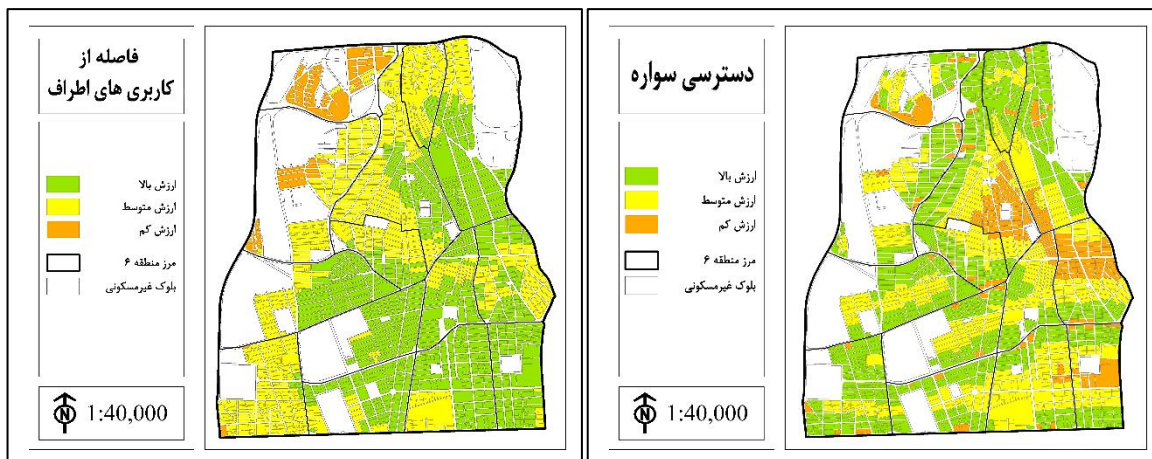 فاصله از
کاربری های اطراف
ارزش بالا
ارزش متوسط
ارزش کم
مرز منطقه ۶
بلوک غیرمسکونی
N 1:40,000
دسترسی سواره
ارزش بالا
ارزش متوسط
ارزش کم
مرز منطقه ۶
بلوک غیرمسکونی
N 1:40,000